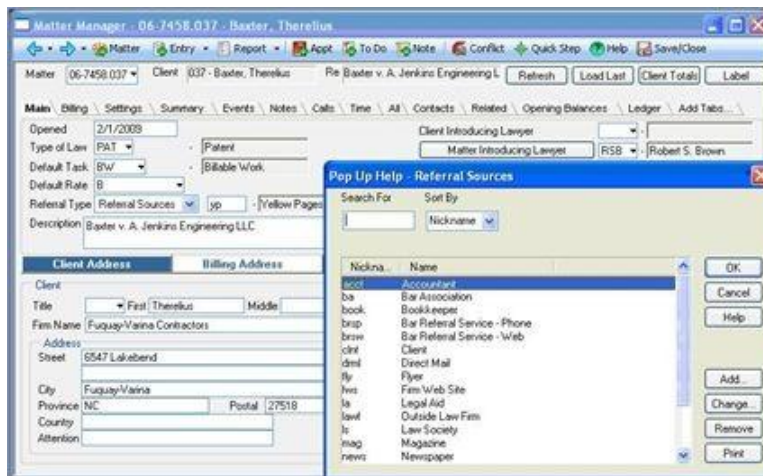 Matter Manager - 06-7458.037 - Baxter, Therelius
Matter Entry Report Appt To Do Note Conflict Quick Step Help Save/Close
Matter 06-7458.037 Client 037 - Baxter, Therelius Re Baxter v. A. Jenkins Engineering L Refresh Load Last Client Totals Label
Main Billing Settings Summary Events Notes Calls Time All Contacts Related Opening Balances Ledger Add Tabs...
Opened 2/1/2009 Client Introducing Lawyer -
Type of Law PAT - Patent Matter Introducing Lawyer RSB - Robert S. Brown
Default Task BW - Billable Work
Default Rate B
Referral Type Referral Sources yp - Yellow Pages
Description Baxter v. A. Jenkins Engineering LLC
Client Address Billing Address
Client
Title First Therelius Middle
Firm Name Fuquay-Varina Contractors
Address
Street 6547 Lakebend
City Fuquay-Varina
Province NC Postal 27518
Country
Attention
Pop Up Help - Referral Sources
Search For Sort By
Nickname
Nickna... Name
acct Accountant
ba Bar Association
book Bookkeeper
brsp Bar Referral Service - Phone
brsw Bar Referral Service - Web
clnt Client
dml Direct Mail
fly Flyer
fws Firm Web Site
la Legal Aid
lawf Outside Law Firm
ls Law Society
mag Magazine
news Newspaper
OK
Cancel
Help
Add...
Change...
Remove
Print